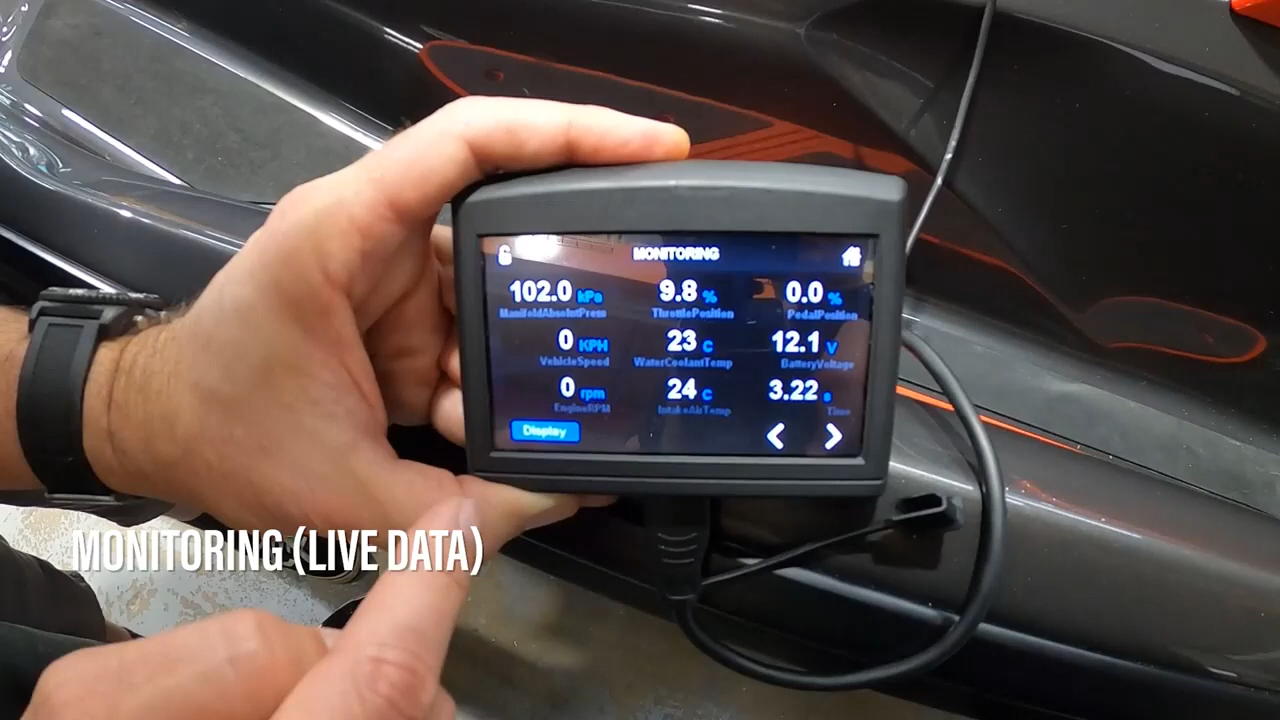 MONITORING
102.0 kPa 9.8 % 0.0 %
ManifoldAbsolutPress ThrottlePosition PedalPosition
0 KPH 23 C 12.1 V
VehicleSpeed WaterCoolantTemp BatteryVoltage
0 rpm 24 C 3.22 s
EngineRPM IntakeAirTemp Time
Display
MONITORING (LIVE DATA)